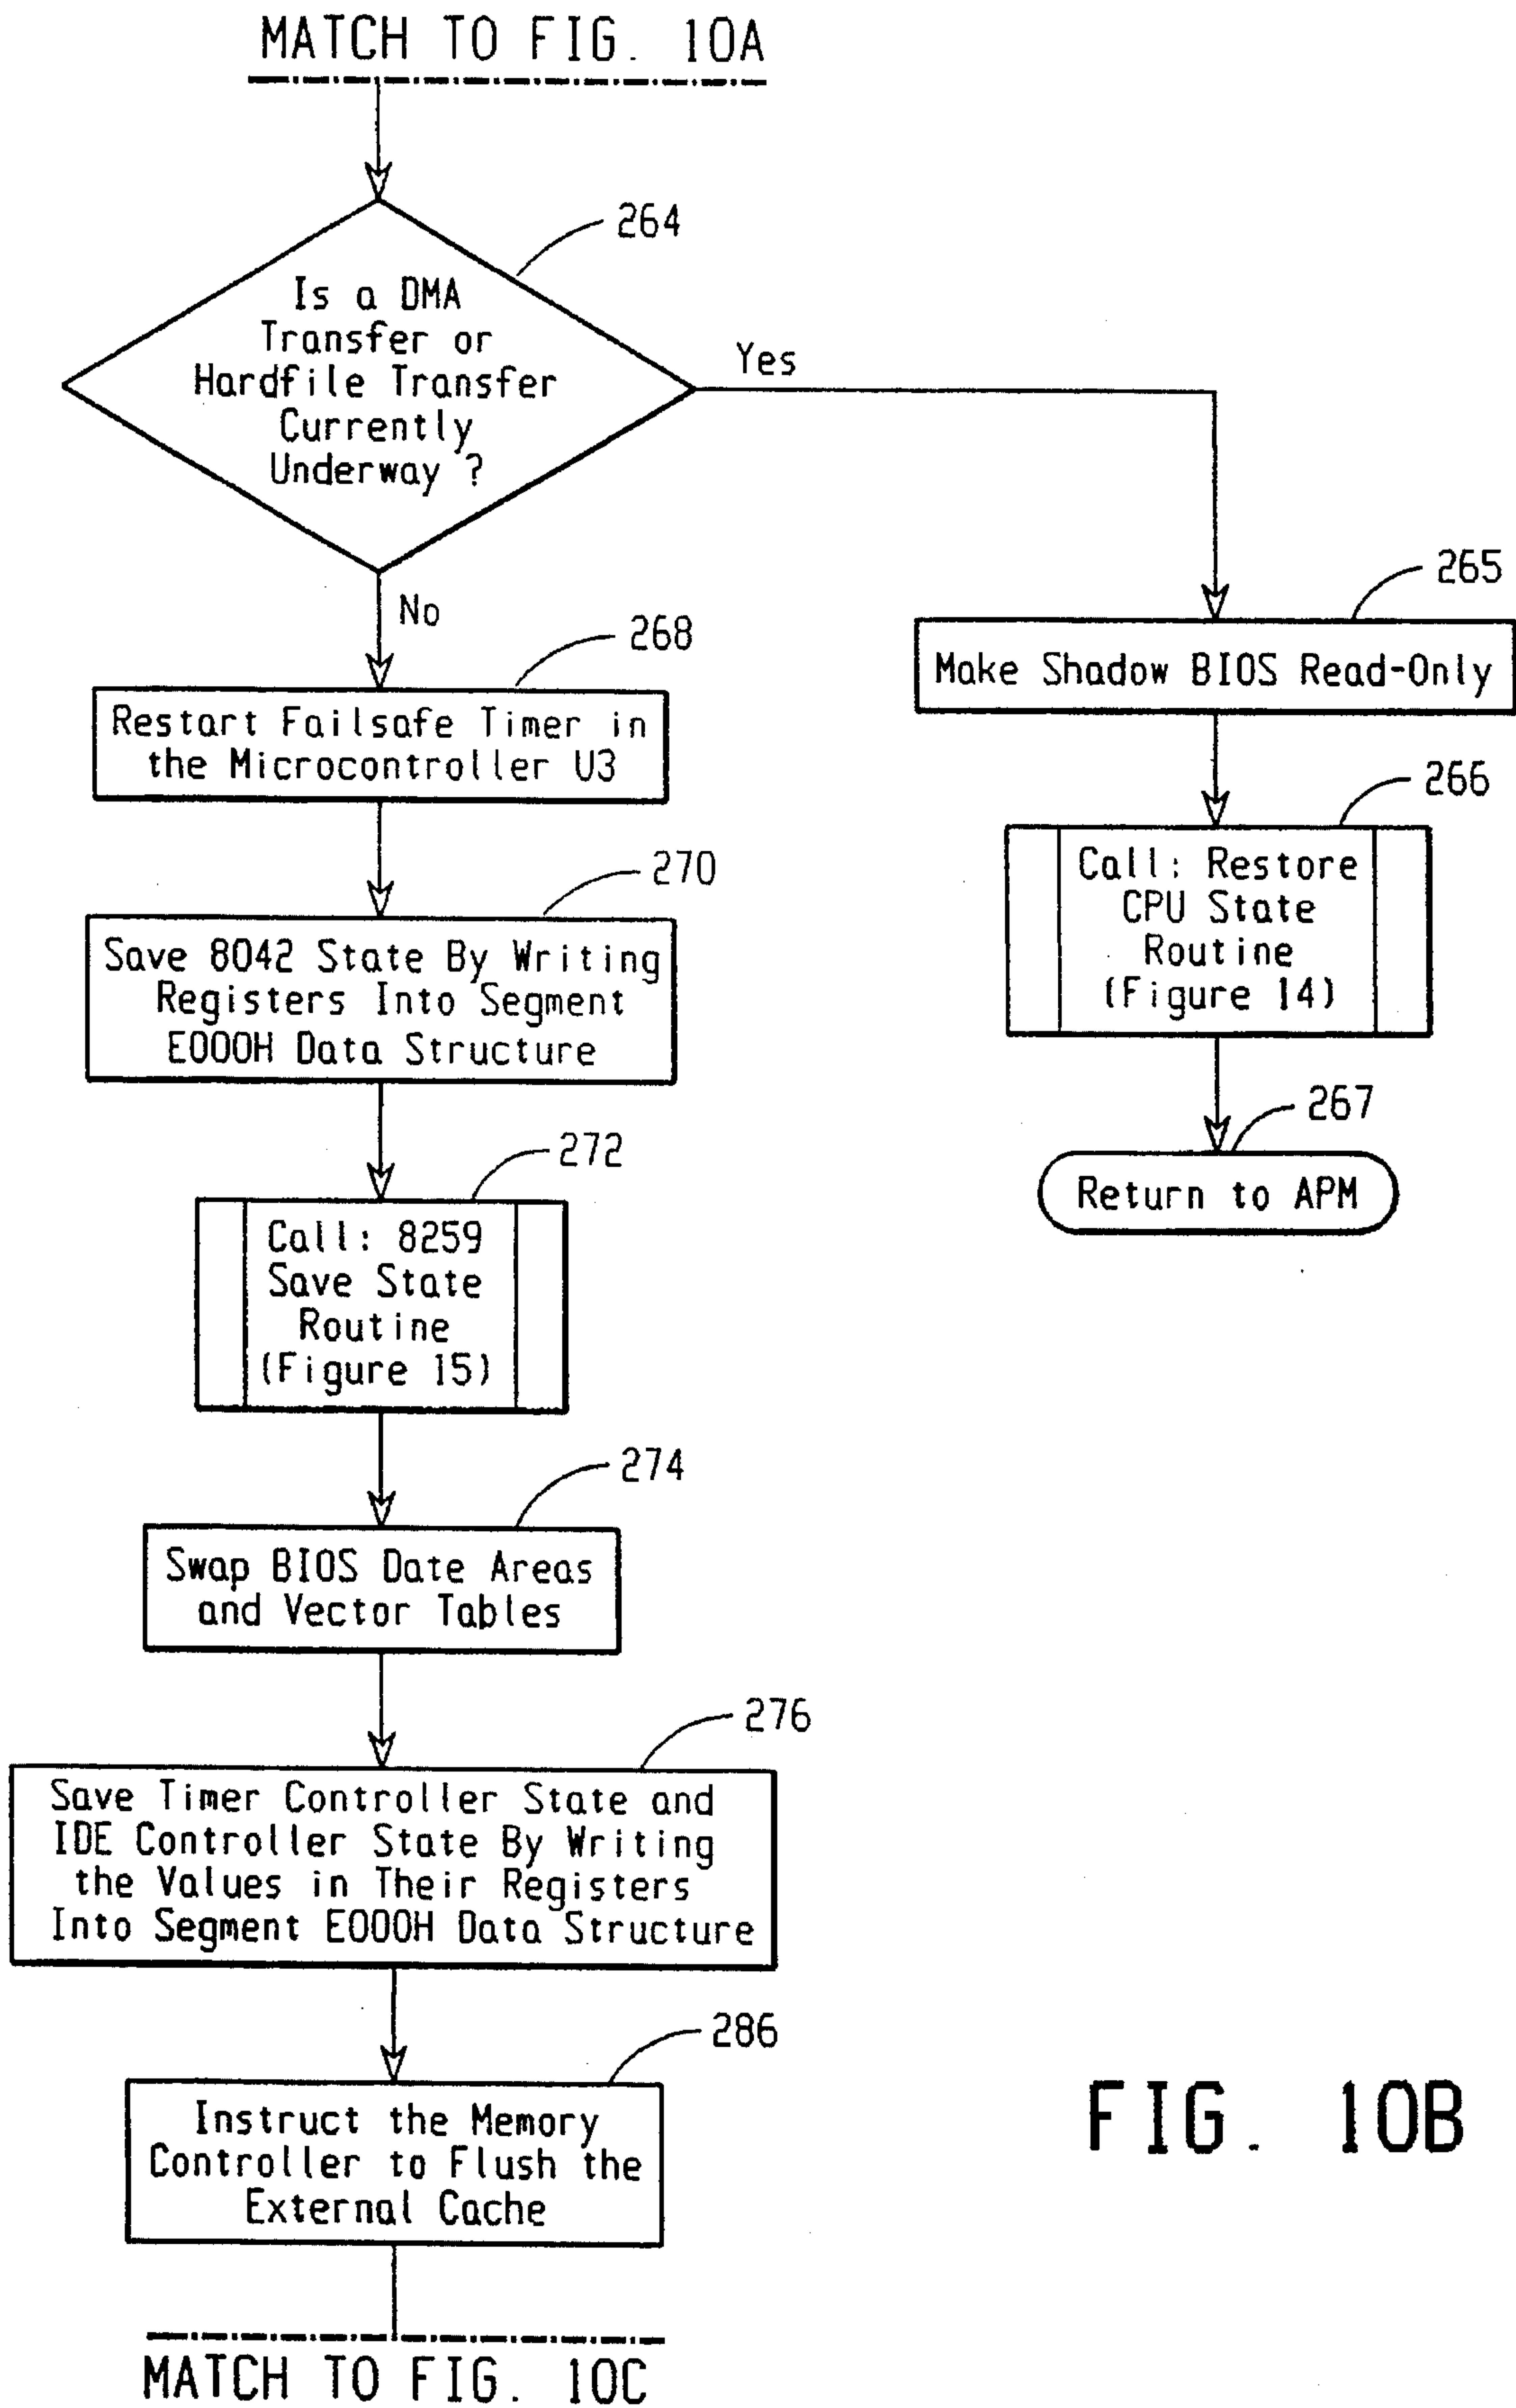 MATCH TO FIG. 10A
264
Is a DMA
Transfer or
Hardfile Transfer
Currently
Underway ?
Yes
No
265
Make Shadow BIOS Read-Only
266
Call: Restore
CPU State
Routine
(Figure 14)
267
Return to APM
268
Restart Failsafe Timer in
the Microcontroller U3
270
Save 8042 State By Writing
Registers Into Segment
E000H Data Structure
272
Call: 8259
Save State
Routine
(Figure 15)
274
Swap BIOS Date Areas
and Vector Tables
276
Save Timer Controller State and
IDE Controller State By Writing
the Values in Their Registers
Into Segment E000H Data Structure
286
Instruct the Memory
Controller to Flush the
External Cache
MATCH TO FIG. 10C
FIG. 10B